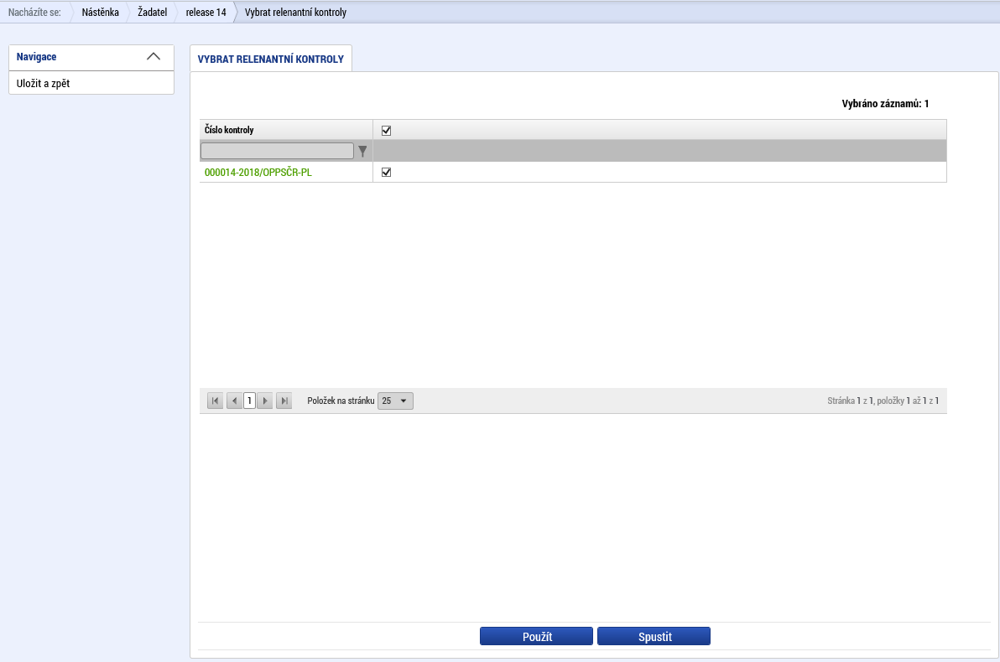 Nacházíte se: Nástěnka Žadatel release 14 Vybrat relenantní kontroly
Navigace
Uložit a zpět
VYBRAT RELENANTNÍ KONTROLY
Vybráno záznamů: 1
Číslo kontroly
000014-2018/OPPSČR-PL
1 Položek na stránku 25 Stránka 1 z 1, položky 1 až 1 z 1
Použít Spustit